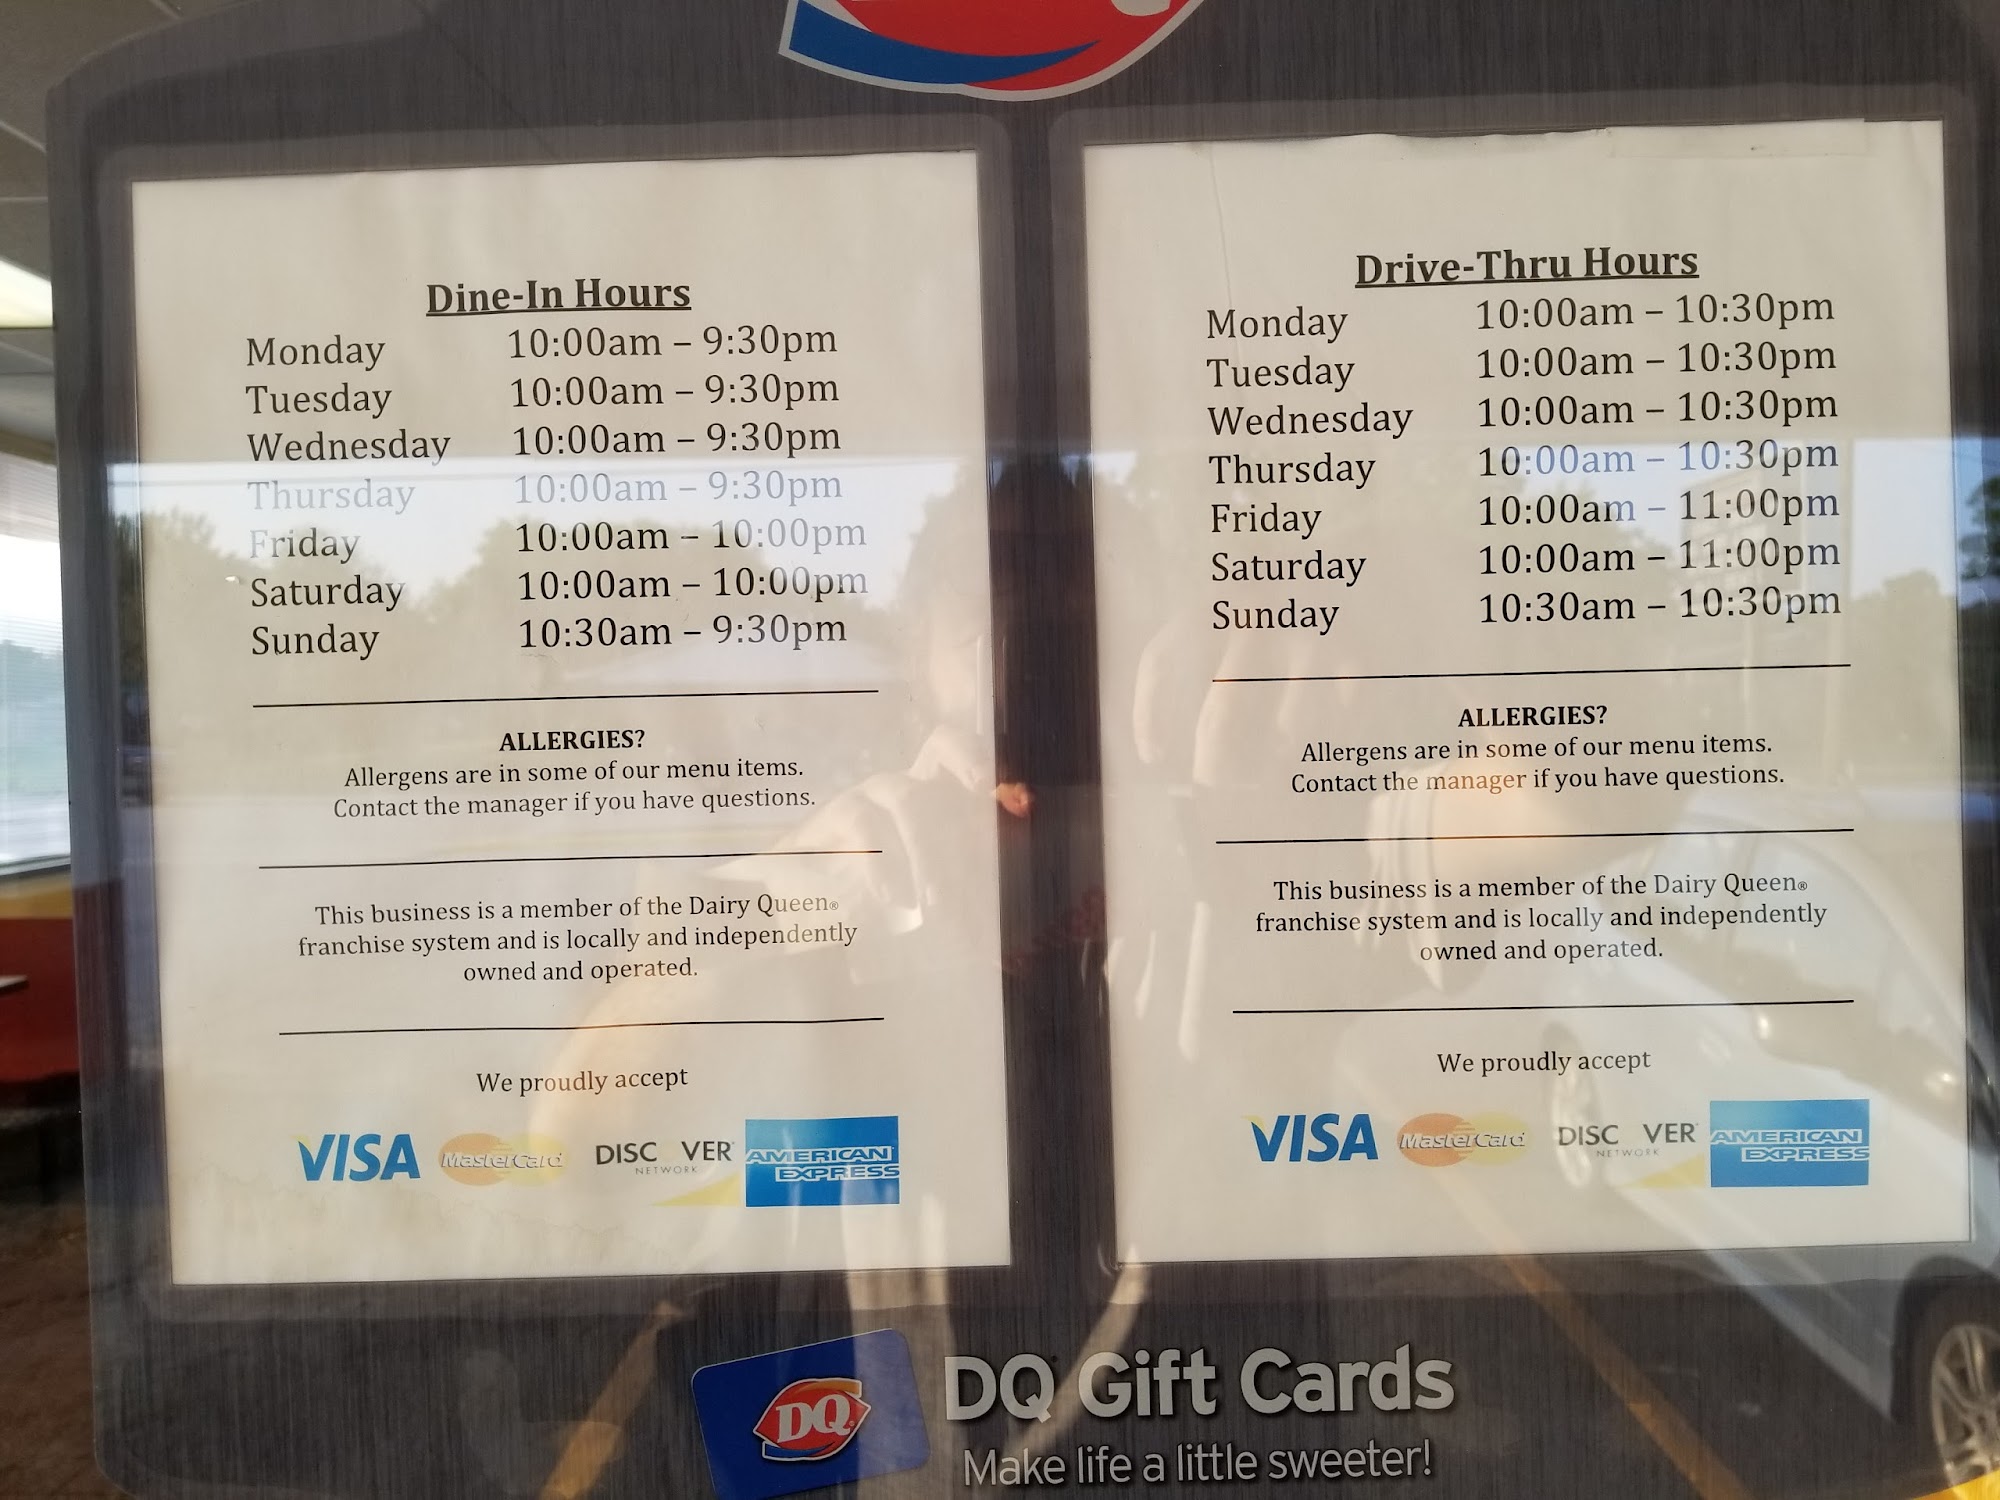 Dine-In Hours
Monday 10:00am – 9:30pm
Tuesday 10:00am – 9:30pm
Wednesday 10:00am – 9:30pm
Thursday 10:00am – 9:30pm
Friday 10:00am – 10:00pm
Saturday 10:00am – 10:00pm
Sunday 10:30am – 9:30pm
ALLERGIES?
Allergens are in some of our menu items.
Contact the manager if you have questions.
This business is a member of the Dairy Queen®
franchise system and is locally and independently
owned and operated.
We proudly accept
VISA MasterCard DISC VER NETWORK AMERICAN EXPRESS
Drive-Thru Hours
Monday 10:00am – 10:30pm
Tuesday 10:00am – 10:30pm
Wednesday 10:00am – 10:30pm
Thursday 10:00am – 10:30pm
Friday 10:00am – 11:00pm
Saturday 10:00am – 11:00pm
Sunday 10:30am – 10:30pm
ALLERGIES?
Allergens are in some of our menu items.
Contact the manager if you have questions.
This business is a member of the Dairy Queen®
franchise system and is locally and independently
owned and operated.
We proudly accept
VISA MasterCard DISC VER NETWORK AMERICAN EXPRESS
DQ
DQ Gift Cards
Make life a little sweeter!